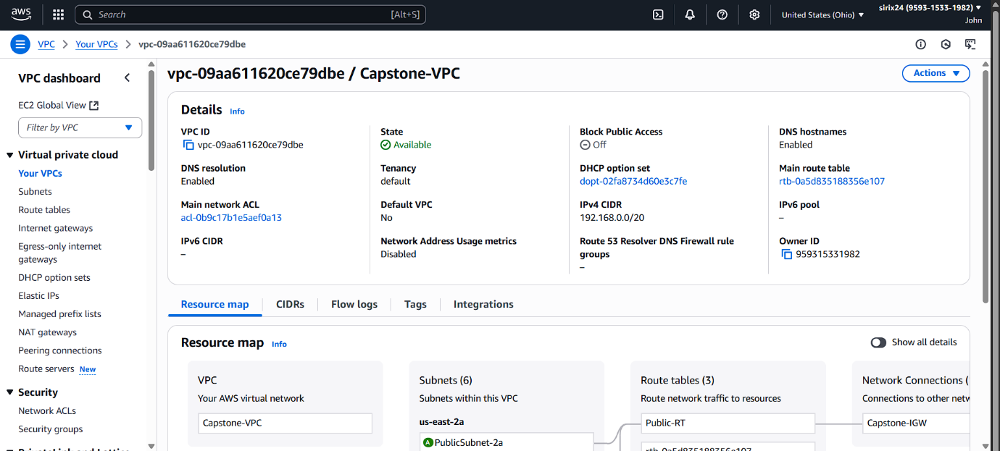 aws
Search
[Alt+S]
United States (Ohio)
sirix24 (9593-1533-1982)
John
VPC
Your VPCs
vpc-09aa611620ce79dbe
VPC dashboard
EC2 Global View
Filter by VPC
Virtual private cloud
Your VPCs
Subnets
Route tables
Internet gateways
Egress-only internet
gateways
DHCP option sets
Elastic IPs
Managed prefix lists
NAT gateways
Peering connections
Route servers New
Security
Network ACLs
Security groups
vpc-09aa611620ce79dbe / Capstone-VPC
Actions
Details Info
VPC ID
vpc-09aa611620ce79dbe
State
Available
Block Public Access
Off
DNS hostnames
Enabled
DNS resolution
Enabled
Tenancy
default
DHCP option set
dopt-02fa8734d60e3c7fe
Main route table
rtb-0a5d835188356e107
Main network ACL
acl-0b9c17b1e5aef0a13
Default VPC
No
IPv4 CIDR
192.168.0.0/20
IPv6 pool
–
IPv6 CIDR
–
Network Address Usage metrics
Disabled
Route 53 Resolver DNS Firewall rule
groups
–
Owner ID
959315331982
Resource map
CIDRs
Flow logs
Tags
Integrations
Resource map Info
Show all details
VPC
Your AWS virtual network
Capstone-VPC
Subnets (6)
Subnets within this VPC
us-east-2a
A PublicSubnet-2a
Route tables (3)
Route network traffic to resources
Public-RT
rtb-0a5d835188356e107
Network Connections (
Connections to other netw
Capstone-IGW